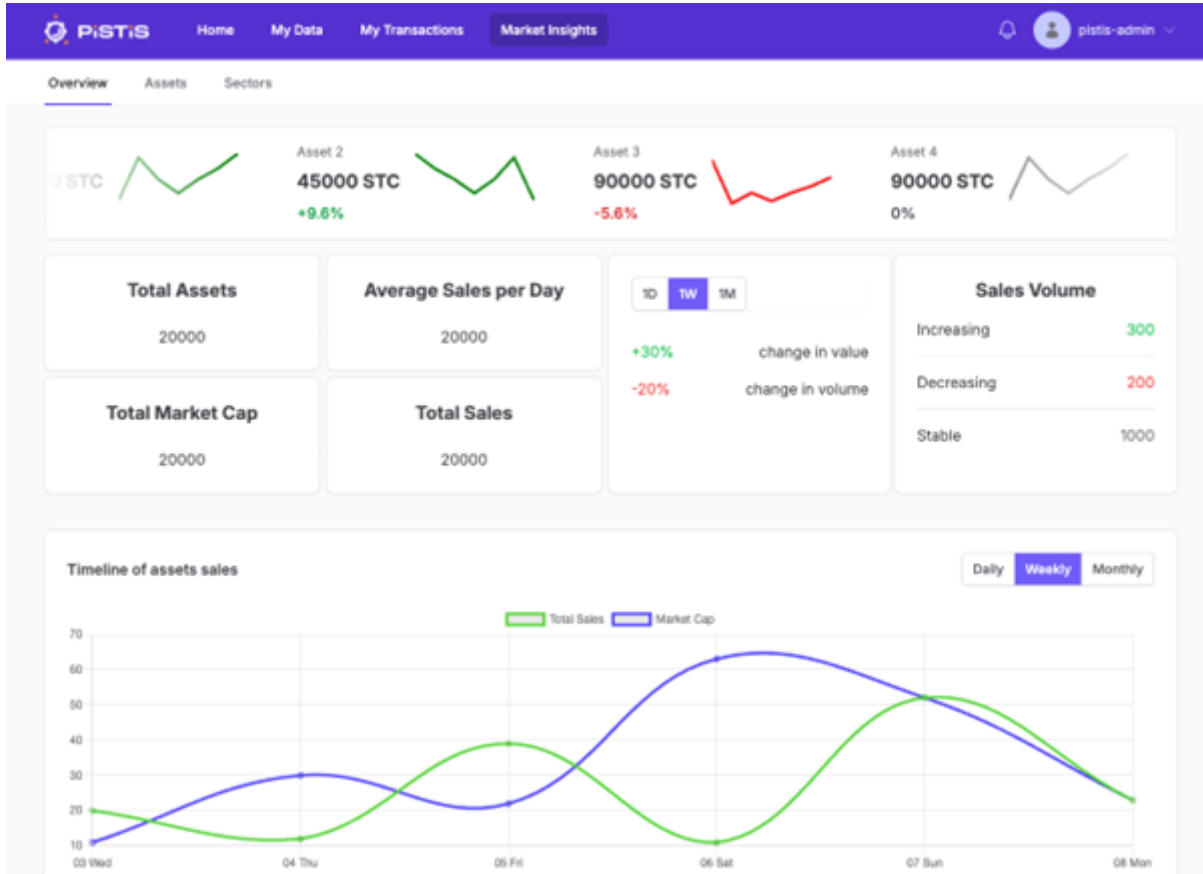 PiSTiS
Home
My Data
My Transactions
Market Insights
pistis-admin
Overview
Assets
Sectors
0 STC
Asset 2
45000 STC
+9.6%
Asset 3
90000 STC
-5.6%
Asset 4
90000 STC
0%
Total Assets
20000
Average Sales per Day
20000
Total Market Cap
20000
Total Sales
20000
1D 1W 1M
+30% change in value
-20% change in volume
Sales Volume
Increasing 300
Decreasing 200
Stable 1000
Timeline of assets sales
Daily Weekly Monthly
Total Sales Market Cap
70
60
50
40
30
20
10
03 Wed 04 Thu 05 Fri 06 Sat 07 Sun 08 Mon